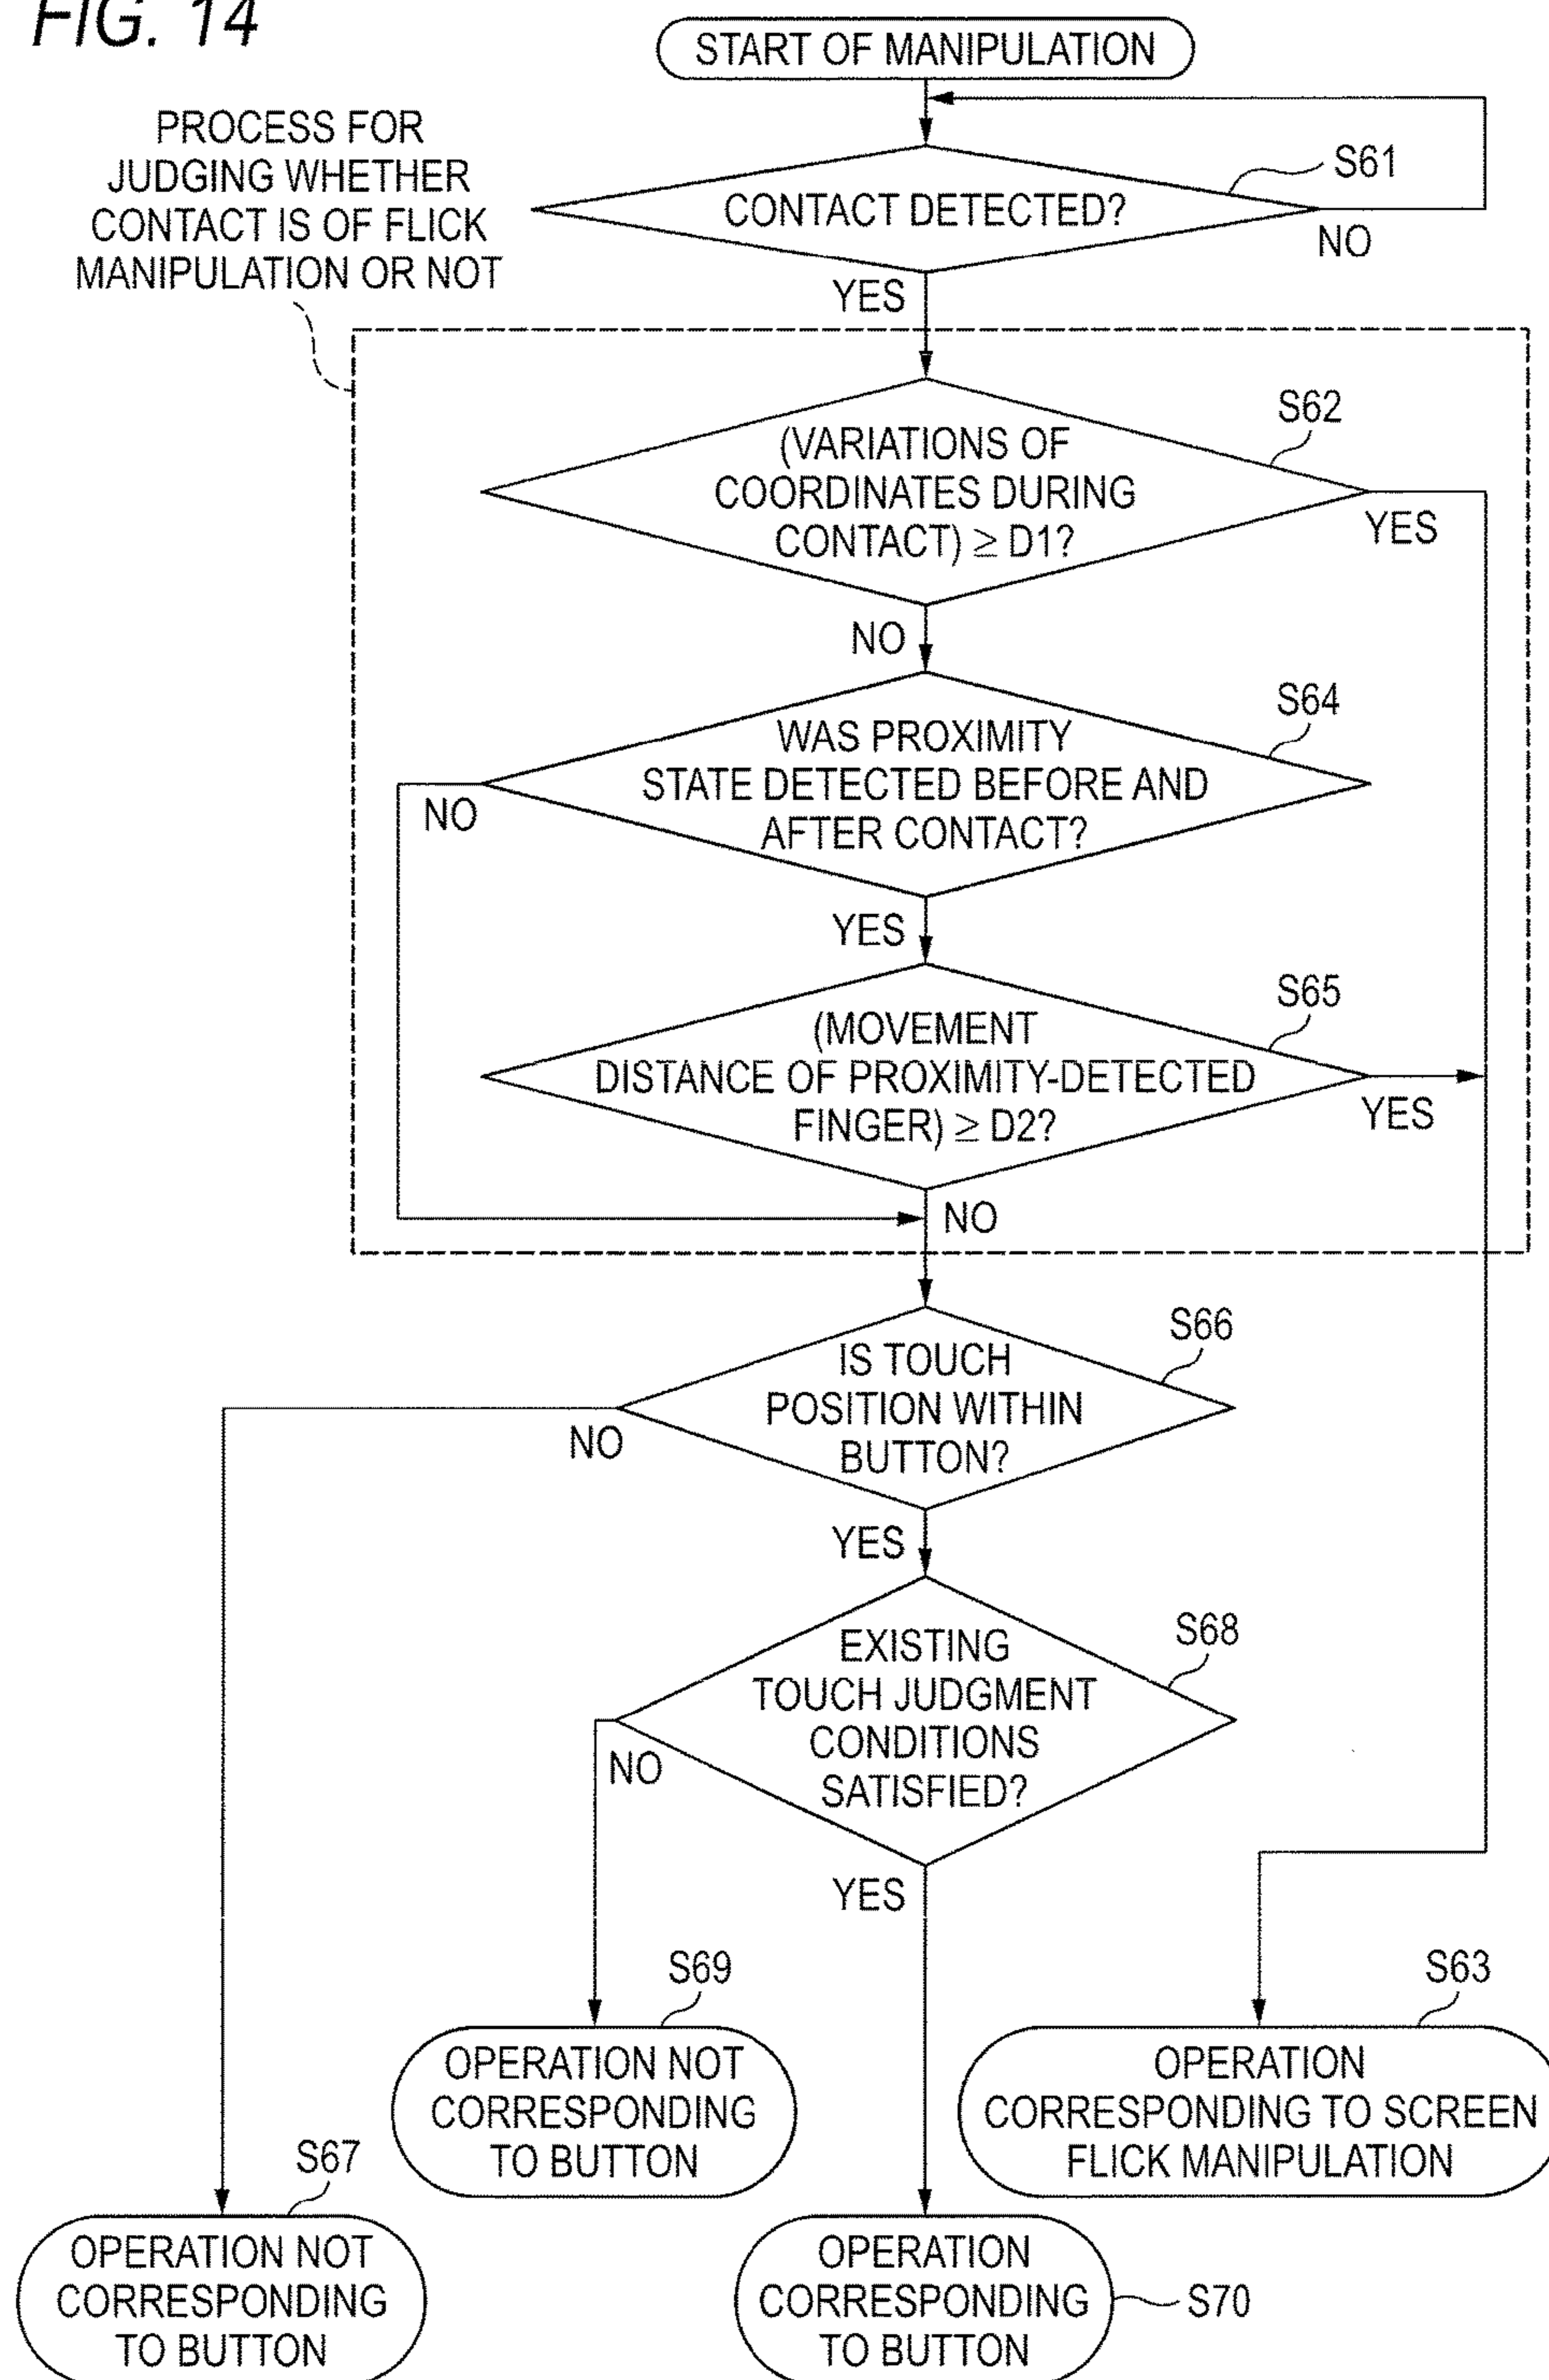 FIG. 14
START OF MANIPULATION
PROCESS FOR
JUDGING WHETHER
CONTACT IS OF FLICK
MANIPULATION OR NOT
S61
CONTACT DETECTED?
NO
YES
S62
(VARIATIONS OF
COORDINATES DURING
CONTACT) ≥ D1?
YES
NO
S64
WAS PROXIMITY
STATE DETECTED BEFORE AND
AFTER CONTACT?
NO
YES
S65
(MOVEMENT
DISTANCE OF PROXIMITY-DETECTED
FINGER) ≥ D2?
YES
NO
S66
IS TOUCH
POSITION WITHIN
BUTTON?
NO
YES
S68
EXISTING
TOUCH JUDGMENT
CONDITIONS
SATISFIED?
NO
YES
S69
OPERATION NOT
CORRESPONDING
TO BUTTON
S63
OPERATION
CORRESPONDING TO SCREEN
FLICK MANIPULATION
S67
OPERATION NOT
CORRESPONDING
TO BUTTON
OPERATION
CORRESPONDING
TO BUTTON
S70